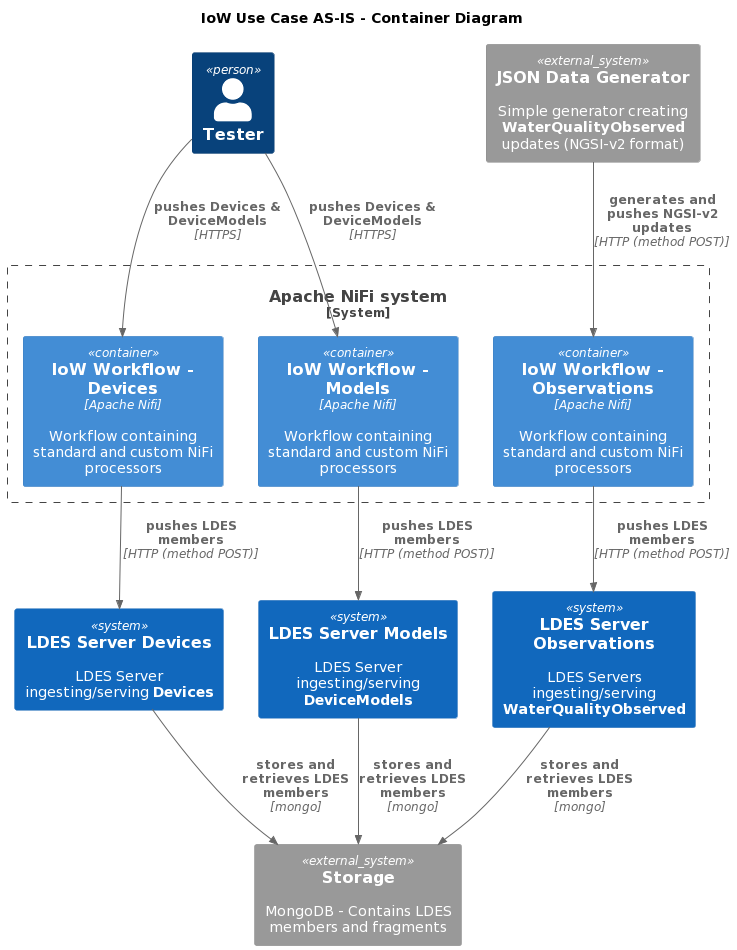 IoW Use Case AS-IS - Container Diagram
«person»
Tester
«external_system»
JSON Data Generator
Simple generator creating
WaterQualityObserved
updates (NGSI-v2 format)
pushes Devices &
DeviceModels
[HTTPS]
pushes Devices &
DeviceModels
[HTTPS]
generates and
pushes NGSI-v2
updates
[HTTP (method POST)]
Apache NiFi system
[System]
«container»
IoW Workflow -
Devices
[Apache Nifi]
Workflow containing
standard and custom NiFi
processors
«container»
IoW Workflow -
Models
[Apache Nifi]
Workflow containing
standard and custom NiFi
processors
«container»
IoW Workflow -
Observations
[Apache Nifi]
Workflow containing
standard and custom NiFi
processors
pushes LDES
members
[HTTP (method POST)]
pushes LDES
members
[HTTP (method POST)]
pushes LDES
members
[HTTP (method POST)]
«system»
LDES Server Devices
LDES Server
ingesting/serving Devices
«system»
LDES Server Models
LDES Server
ingesting/serving
DeviceModels
«system»
LDES Server
Observations
LDES Servers
ingesting/serving
WaterQualityObserved
stores and
retrieves LDES
members
[mongo]
stores and
retrieves LDES
members
[mongo]
stores and
retrieves LDES
members
[mongo]
«external_system»
Storage
MongoDB - Contains LDES
members and fragments